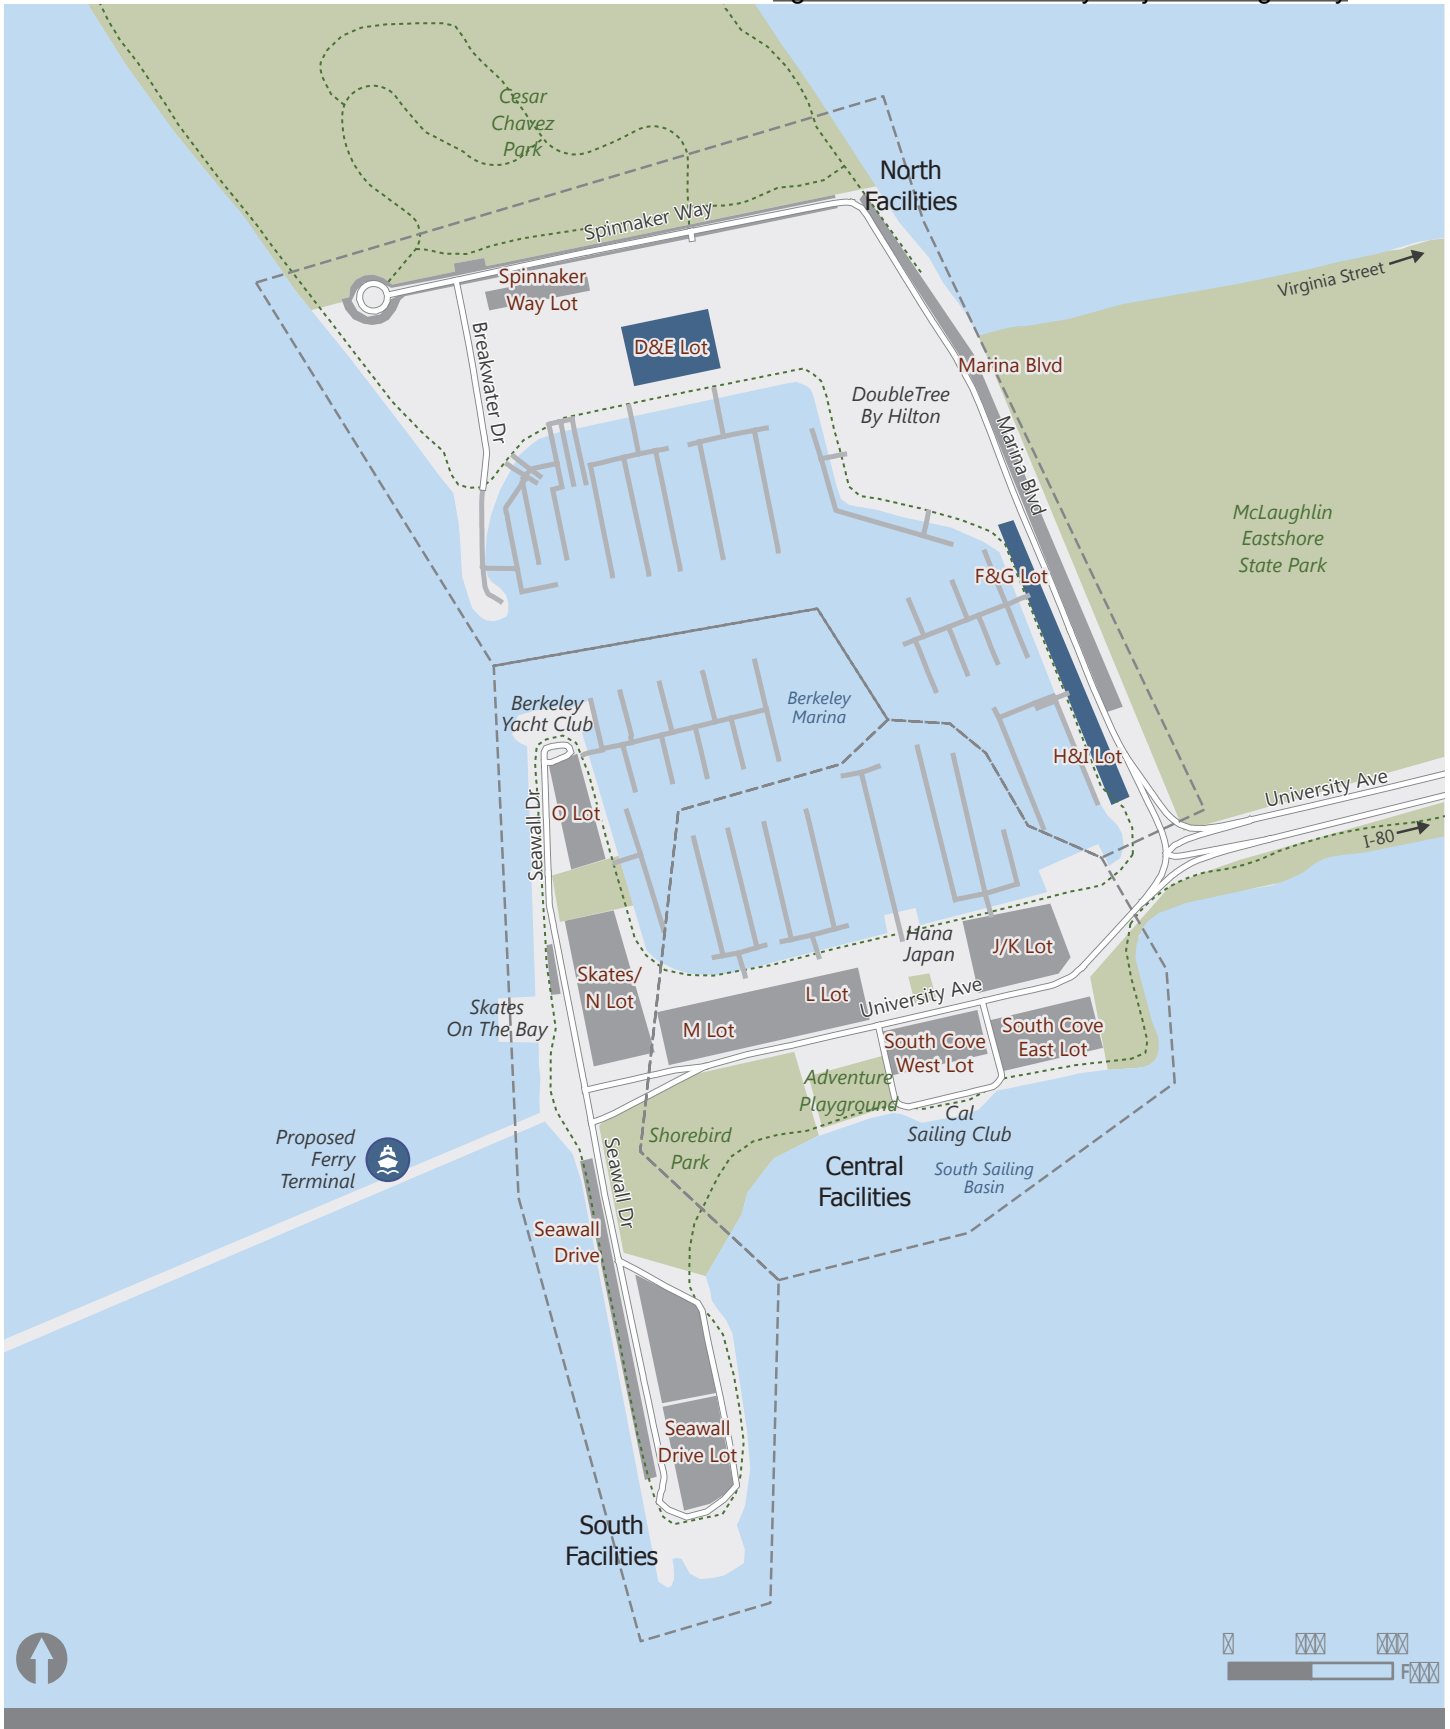 Cesar
Chavez
Park
North
Facilities
Spinnaker Way
Virginia Street
Spinnaker
Way Lot
Breakwater Dr
D&E Lot
Marina Blvd
DoubleTree
By Hilton
Marina Blvd
McLaughlin
Eastshore
State Park
F&G Lot
Berkeley
Yacht Club
Berkeley
Marina
H&I Lot
University Ave
I-80
O Lot
Seawall Dr
Hana
Japan
J/K Lot
Skates/
N Lot
L Lot
University Ave
Skates
On The Bay
M Lot
South Cove
West Lot
South Cove
East Lot
Adventure
Playground
Cal
Sailing Club
Shorebird
Park
Proposed
Ferry
Terminal
Central
Facilities
South Sailing
Basin
Seawall Dr
Seawall
Drive
Seawall
Drive Lot
South
Facilities